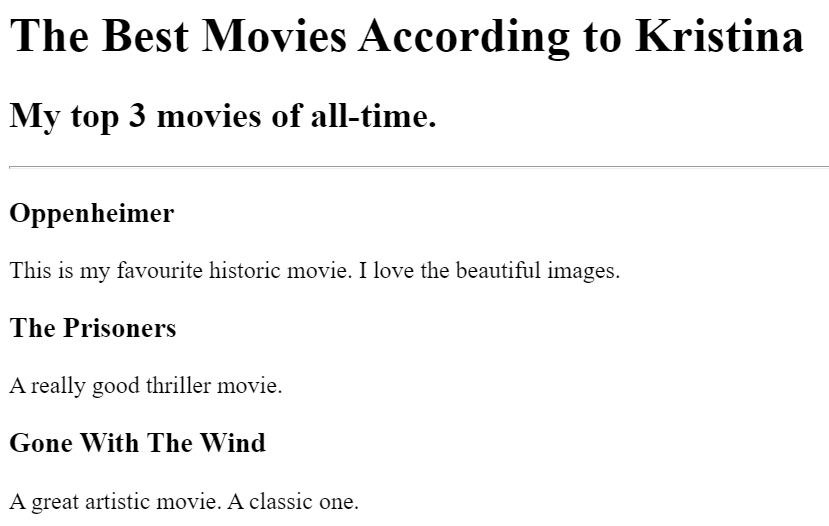 The Best Movies According to Kristina
My top 3 movies of all-time.
Oppenheimer
This is my favourite historic movie. I love the beautiful images.
The Prisoners
A really good thriller movie.
Gone With The Wind
A great artistic movie. A classic one.